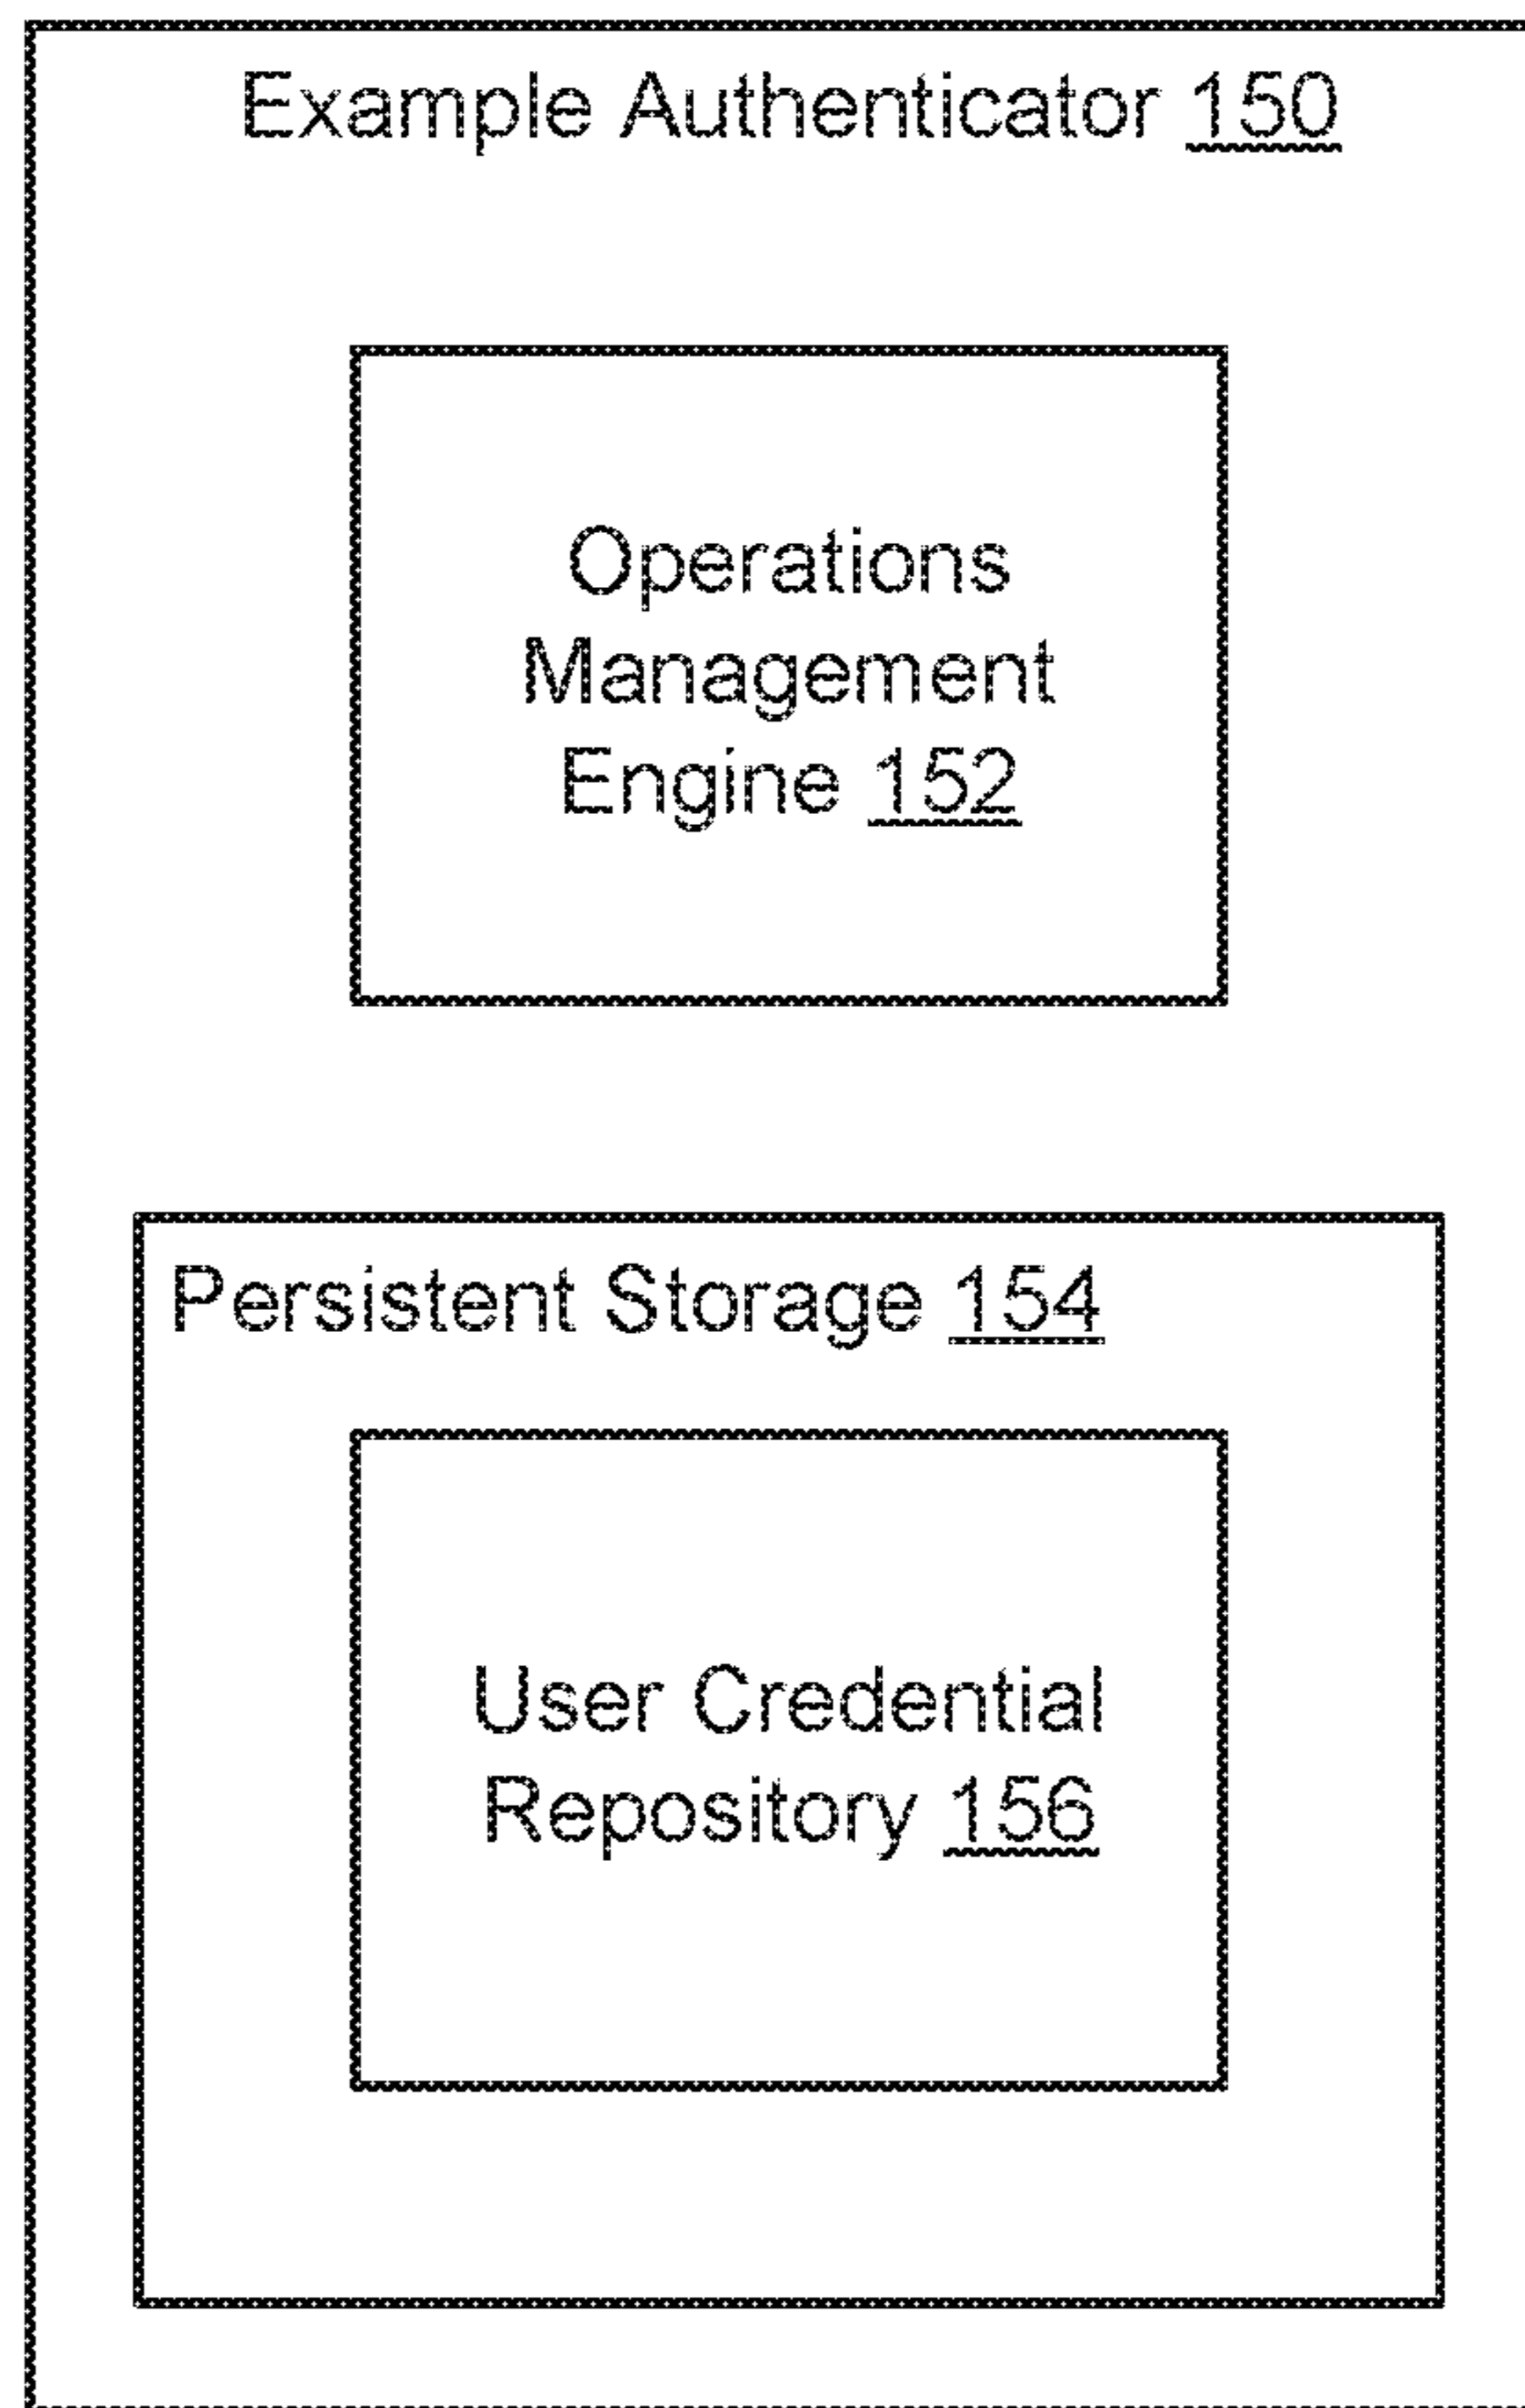 Example Authenticator 150
Operations
Management
Engine 152
Persistent Storage 154
User Credential
Repository 156